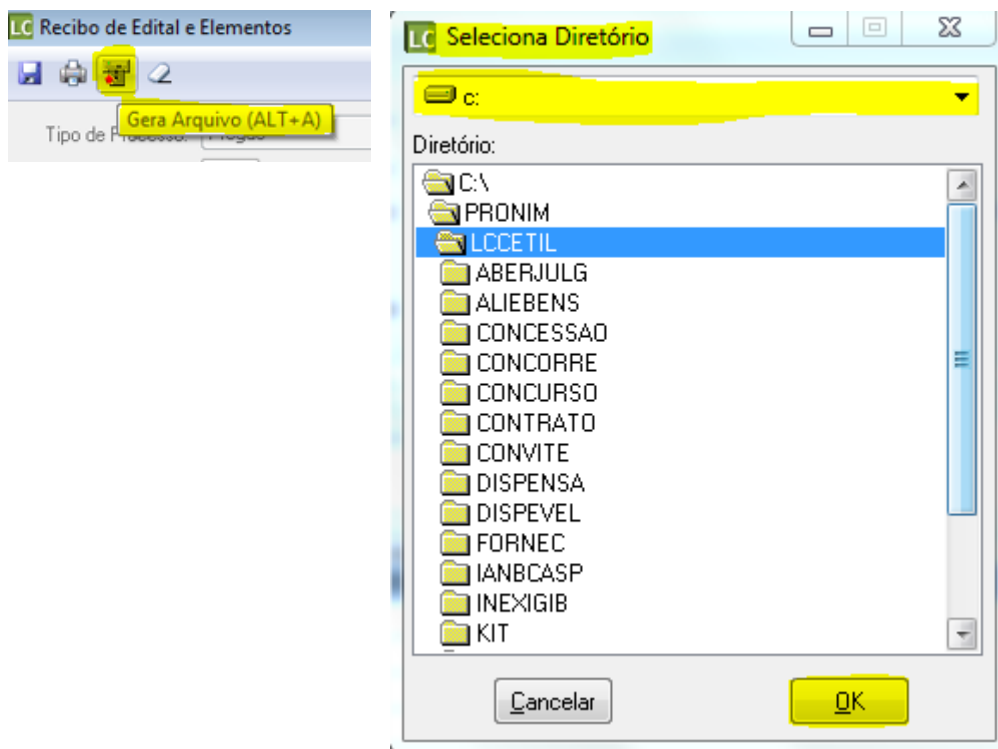 LC Recibo de Edital e Elementos
Gera Arquivo (ALT+A)
Tipo de Processo:
LC Seleciona Diretório
c:
Diretório:
C:\
PRONIM
LCCETIL
ABERJULG
ALIEBENS
CONCESSAO
CONCORRE
CONCURSO
CONTRATO
CONVITE
DISPENSA
DISPEVEL
FORNEC
IANBCASP
INEXIGIB
KIT
Cancelar
OK